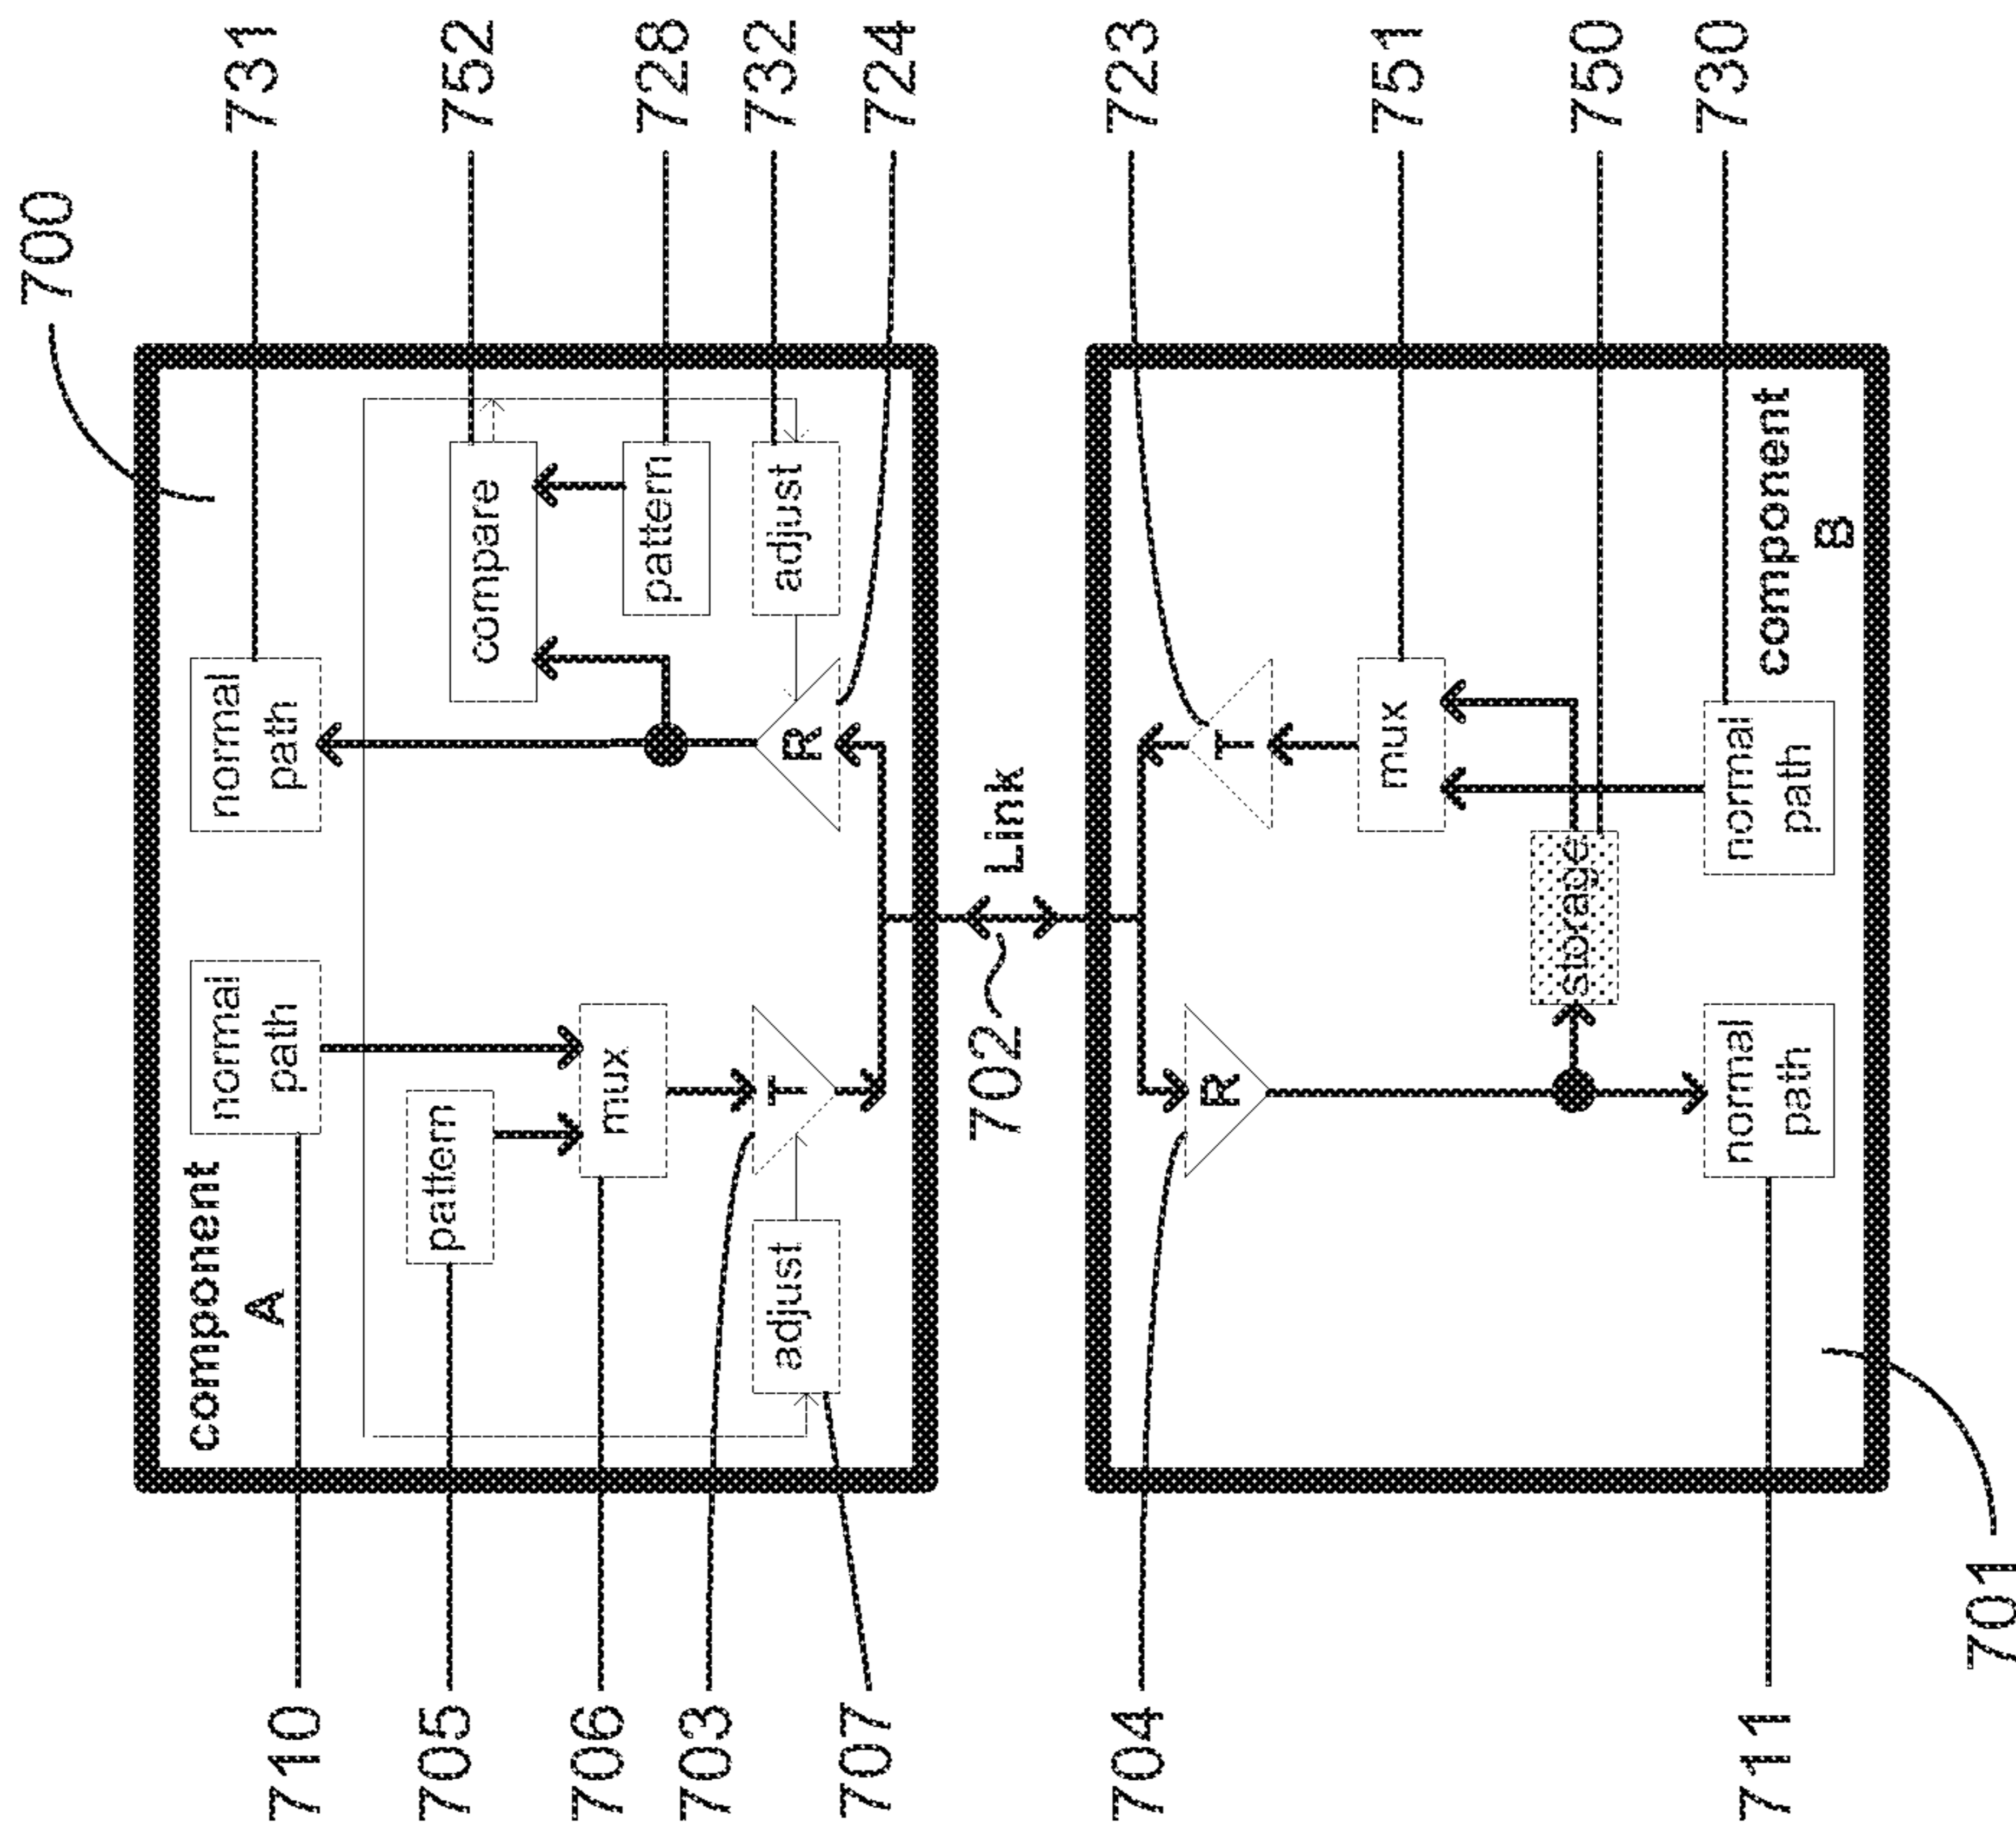 700
731
752
728
732
724
723
751
750
730
component
A
normal
path
pattern
mux
T
adjust
normal
path
compare
pattern
adjust
R
702
Link
R
T
mux
storage
normal
path
normal
path
component
B
710
705
706
703
707
704
711
701